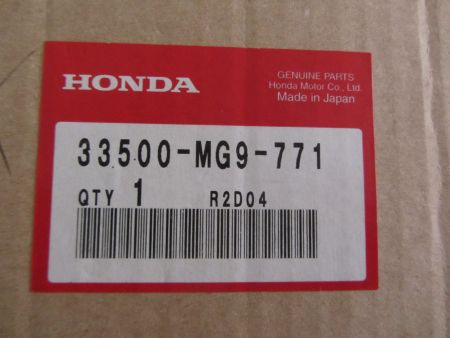 HONDA
GENUINE PARTS
Honda Motor Co., Ltd.
Made in Japan
33500-MG9-771
QTY 1 R2D04